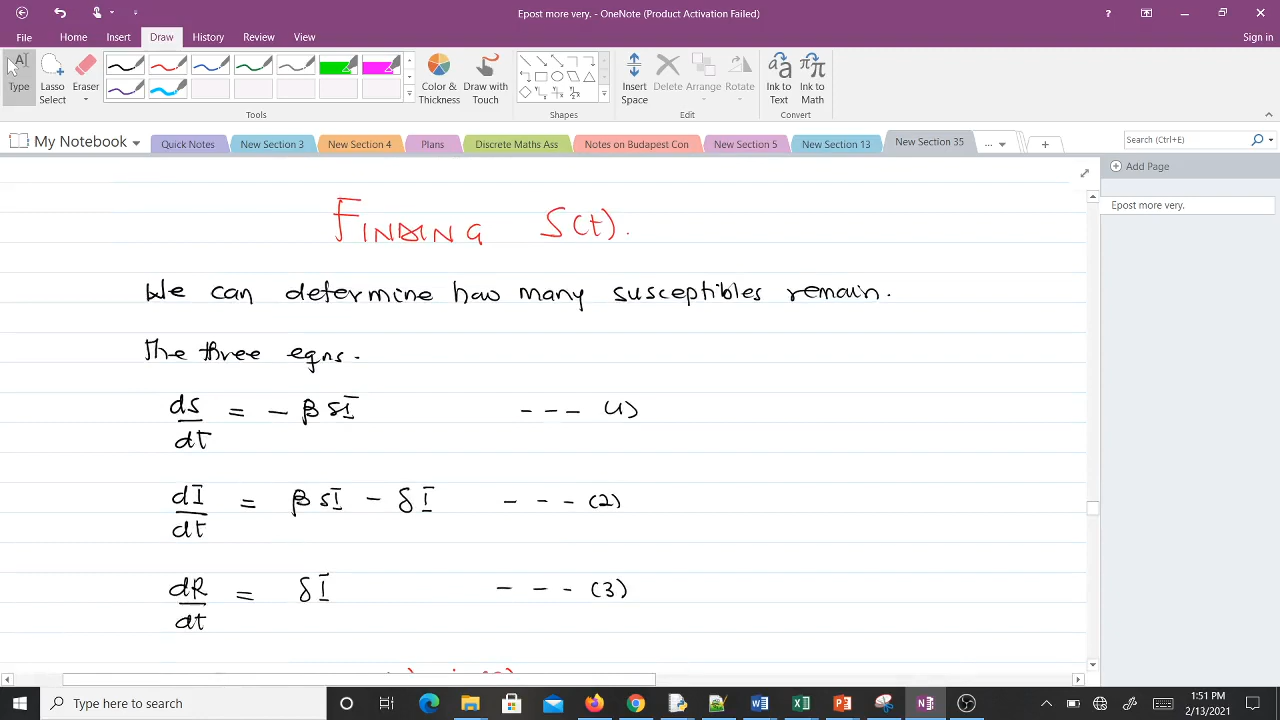 Epost more very. - OneNote (Product Activation Failed)
File Insert Draw History Review View Sign in
Type Lasso Select Eraser Color & Thickness Draw with Touch Insert Space Delete Arrange Rotate Ink to Text Ink to Math
Tools Shapes Edit Convert
My Notebook Quick Notes New Section 3 New Section 4 Plans Discrete Maths Ass Notes on Budapest Con New Section 5 New Section 13 New Section 35 ... Search (Ctrl+E)
Add Page
Epost more very.
FINDING S(t).
We can determine how many susceptibles remain.
The three eqns.
dS/dt = - β SI --- (1)
dI/dt = β SI - δI --- (2)
dR/dt = δI --- (3)
Type here to search
1:51 PM
2/13/2021